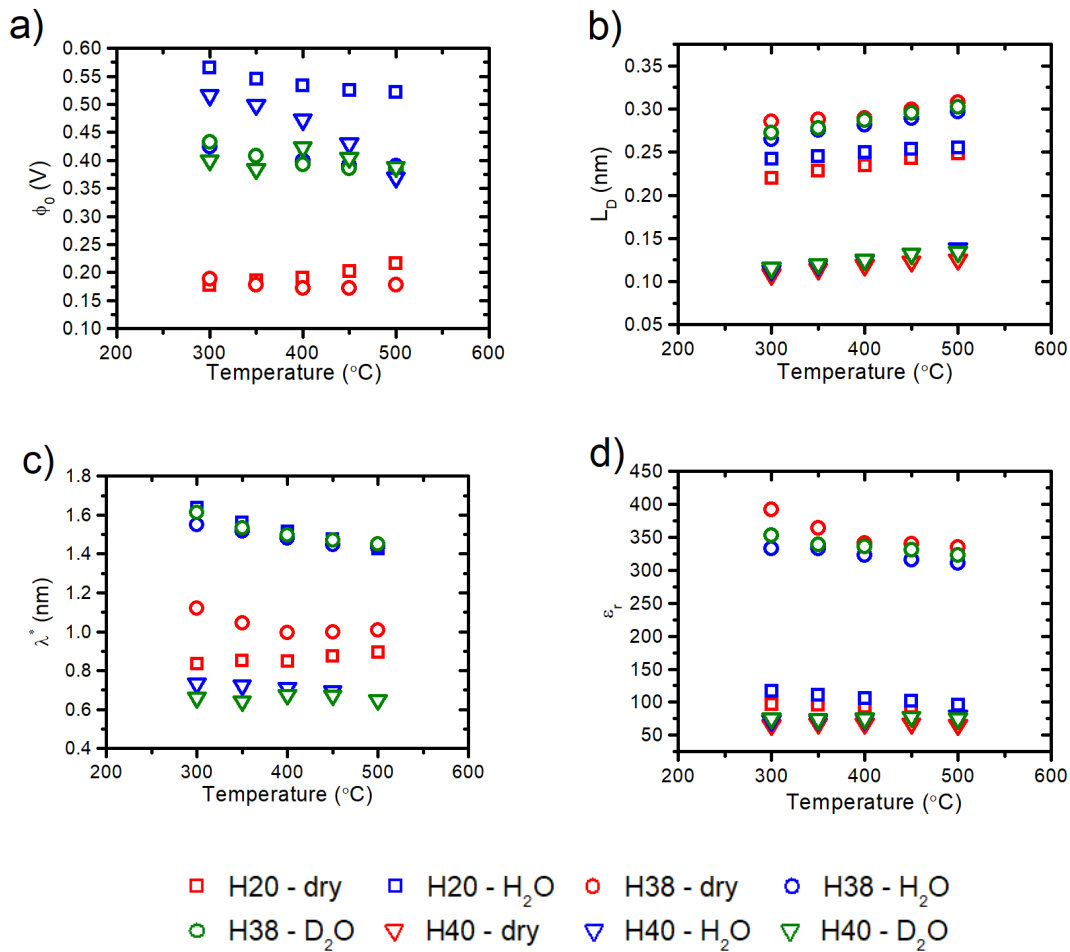 a)
0.60
0.55
0.50
0.45
0.40
0.35
0.30
0.25
0.20
0.15
0.10
ϕ₀ (V)
200 300 400 500 600
Temperature (°C)
b)
0.35
0.30
0.25
0.20
0.15
0.10
0.05
L_D (nm)
200 300 400 500 600
Temperature (°C)
c)
1.8
1.6
1.4
1.2
1.0
0.8
0.6
0.4
λ* (nm)
200 300 400 500 600
Temperature (°C)
d)
450
400
350
300
250
200
150
100
50
ε_r
200 300 400 500 600
Temperature (°C)
H20 - dry H20 - H₂O H38 - dry H38 - H₂O
H38 - D₂O H40 - dry H40 - H₂O H40 - D₂O